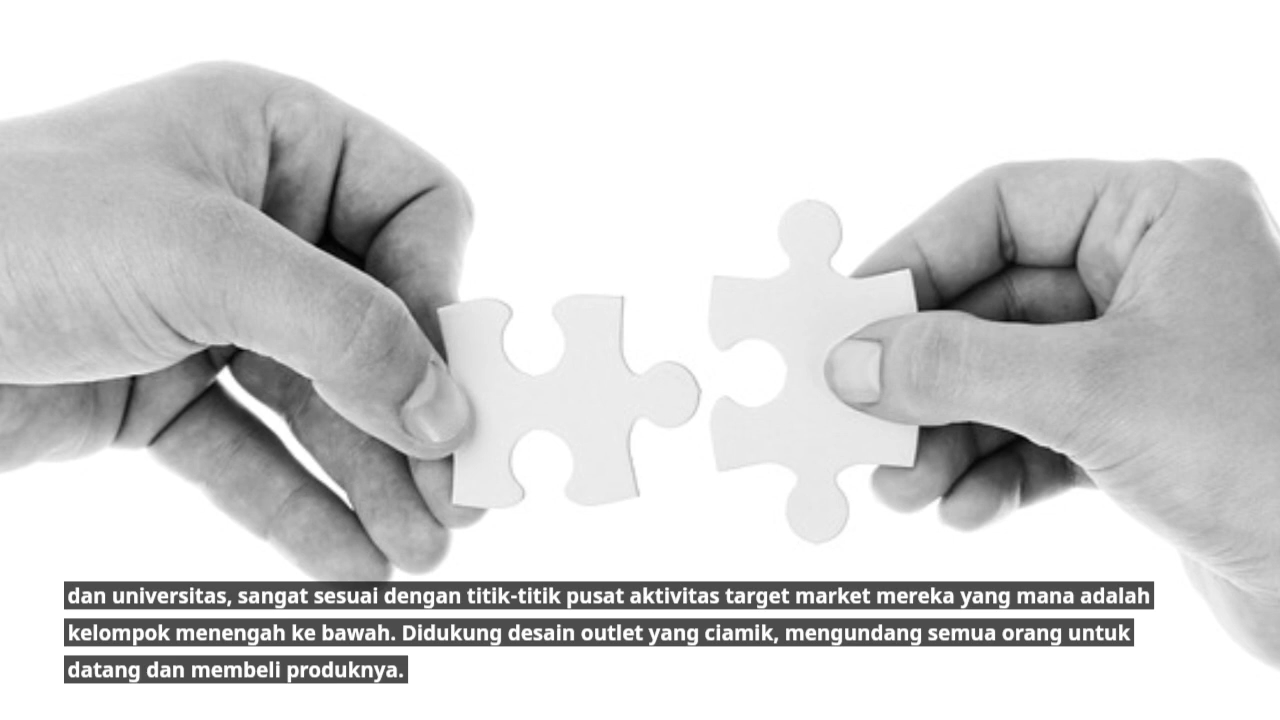 dan universitas, sangat sesuai dengan titik-titik pusat aktivitas target market mereka yang mana adalah
kelompok menengah ke bawah. Didukung desain outlet yang ciamik, mengundang semua orang untuk
datang dan membeli produknya.